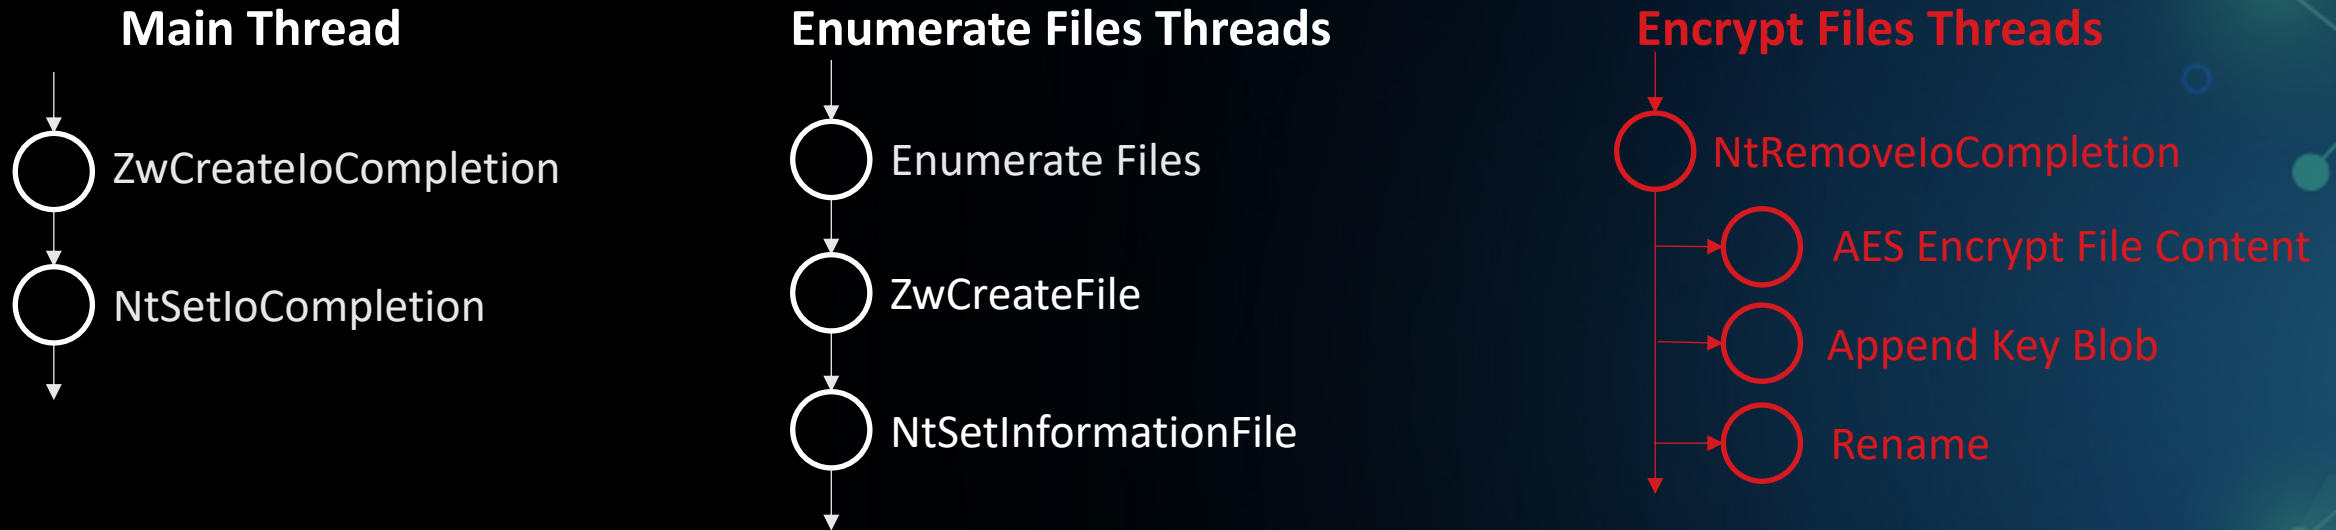 Main Thread
ZwCreateIoCompletion
NtSetIoCompletion
Enumerate Files Threads
Enumerate Files
ZwCreateFile
NtSetInformationFile
Encrypt Files Threads
NtRemoveIoCompletion
AES Encrypt File Content
Append Key Blob
Rename